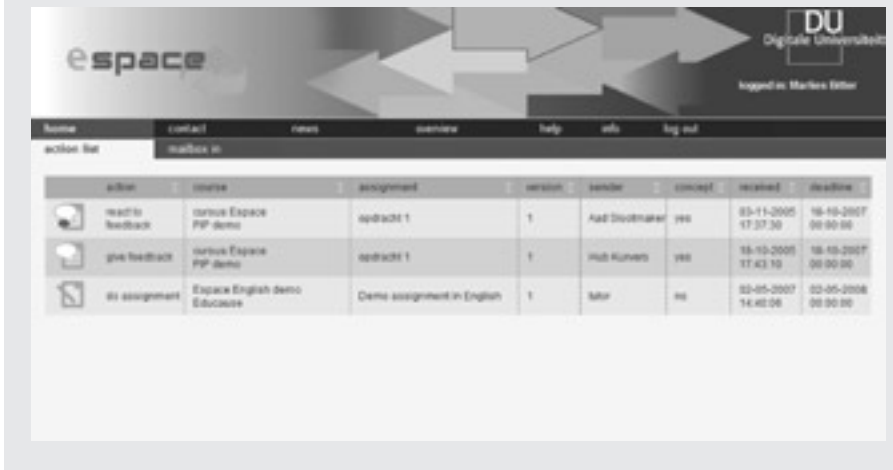 espace
DU
Digitale Universiteit
logged in: Marlies Bitter
home contact news overview help info log out
action list mailbox in
action course assignment version sender concept received deadline
react to feedback cursus Espace PIP demo opdracht 1 1 Aad Slootmaker yes 03-11-2005 17:37:30 18-10-2007 00:00:00
give feedback cursus Espace PIP demo opdracht 1 1 Hub Kurvers yes 18-10-2005 17:43:10 18-10-2007 00:00:00
do assignment Espace English demo Educause Demo assignment in English 1 tutor no 02-05-2007 14:40:06 02-05-2008 00:00:00